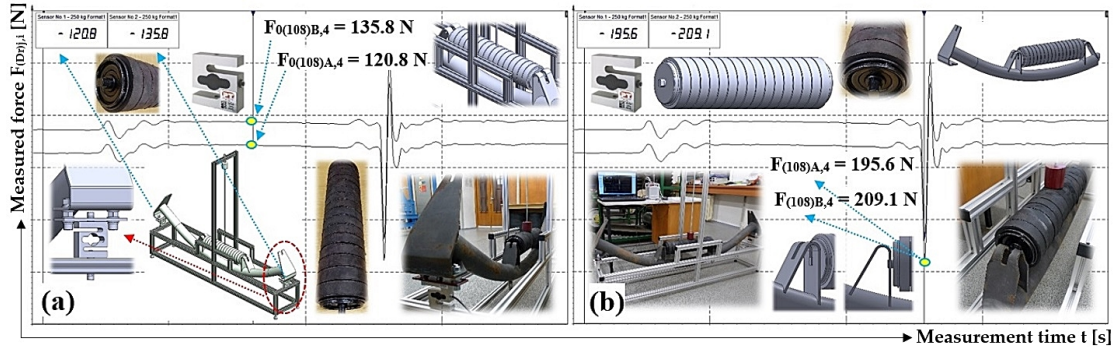 Measured force F(Drij,i [N]
Sensor No 1 - 250 kg Format1
Sensor No 2 - 250 kg Format1
- 120.8
- 135.8
F0(108)B,4 = 135.8 N
F0(108)A,4 = 120.8 N
(a)
Sensor No 1 - 250 kg Format1
Sensor No 2 - 250 kg Format1
- 195.6
- 209.1
F(108)A,4 = 195.6 N
F(108)B,4 = 209.1 N
(b)
Measurement time t [s]